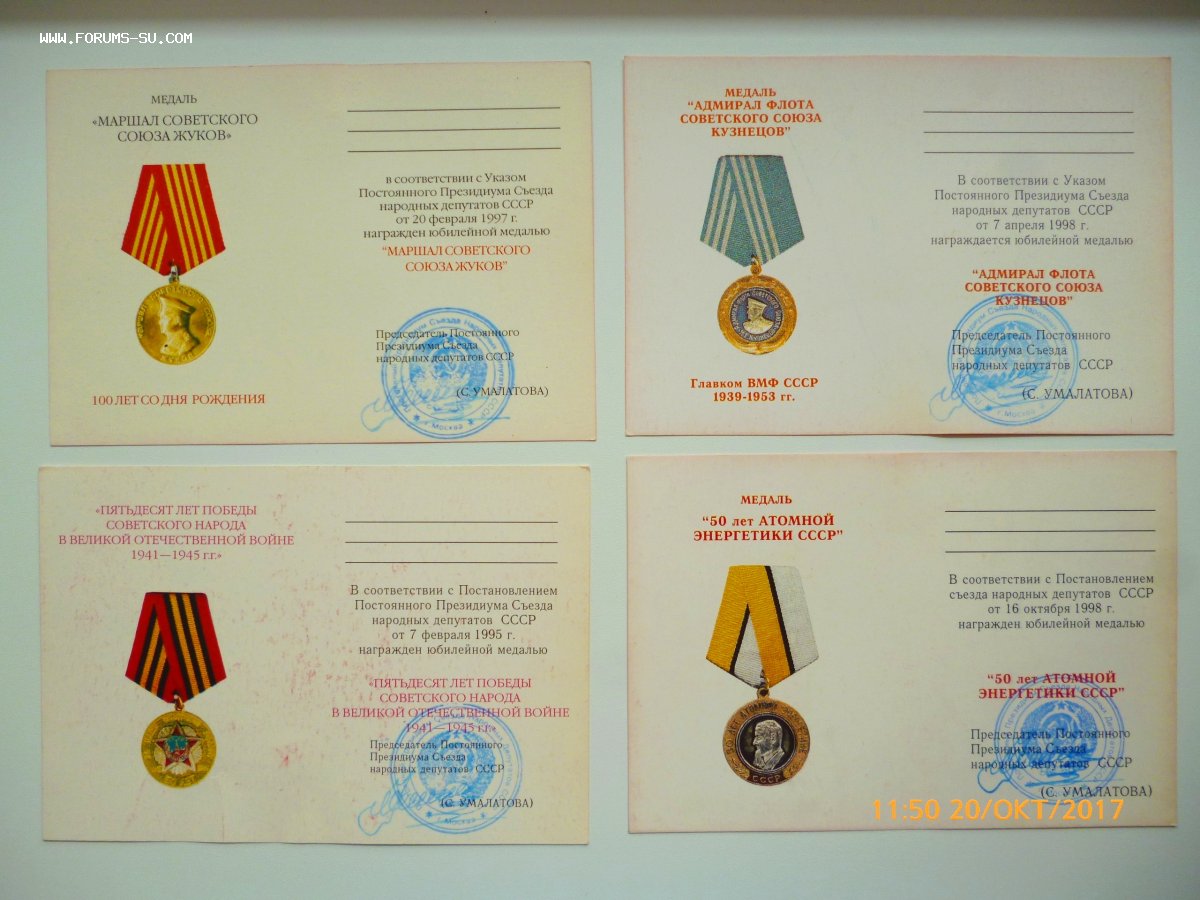 WWW.FORUMS-SU.COM
МЕДАЛЬ
«МАРШАЛ СОВЕТСКОГО
СОЮЗА ЖУКОВ»
100 ЛЕТ СО ДНЯ РОЖДЕНИЯ
в соответствии с Указом
Постоянного Президиума Съезда
народных депутатов СССР
от 20 февраля 1997 г.
награжден юбилейной медалью
"МАРШАЛ СОВЕТСКОГО
СОЮЗА ЖУКОВ"
Председатель Постоянного
Президиума Съезда
народных депутатов СССР
(С. УМАЛАТОВА)
г. Москва
МЕДАЛЬ
"АДМИРАЛ ФЛОТА
СОВЕТСКОГО СОЮЗА
КУЗНЕЦОВ"
Главком ВМФ СССР
1939-1953 гг.
В соответствии с Указом
Постоянного Президиума Съезда
народных депутатов СССР
от 7 апреля 1998 г.
награждается юбилейной медалью
"АДМИРАЛ ФЛОТА
СОВЕТСКОГО СОЮЗА
КУЗНЕЦОВ"
Председатель Постоянного
Президиума Съезда
народных депутатов СССР
(С. УМАЛАТОВА)
г. Москва
«ПЯТЬДЕСЯТ ЛЕТ ПОБЕДЫ
СОВЕТСКОГО НАРОДА
В ВЕЛИКОЙ ОТЕЧЕСТВЕННОЙ ВОЙНЕ
1941—1945 г.г.»
В соответствии с Постановлением
Постоянного Президиума Съезда
народных депутатов СССР
от 7 февраля 1995 г.
награжден юбилейной медалью
«ПЯТЬДЕСЯТ ЛЕТ ПОБЕДЫ
СОВЕТСКОГО НАРОДА
В ВЕЛИКОЙ ОТЕЧЕСТВЕННОЙ ВОЙНЕ
1941—1945 г.г.»
Председатель Постоянного
Президиума Съезда
народных депутатов СССР
(С. УМАЛАТОВА)
г. Москва
МЕДАЛЬ
"50 лет АТОМНОЙ
ЭНЕРГЕТИКИ СССР"
СССР
В соответствии с Постановлением
съезда народных депутатов СССР
от 16 октября 1998 г.
награжден юбилейной медалью
"50 лет АТОМНОЙ
ЭНЕРГЕТИКИ СССР"
Председатель Постоянного
Президиума Съезда
народных депутатов СССР
(С. УМАЛАТОВА)
11:50 20/ОКТ/2017